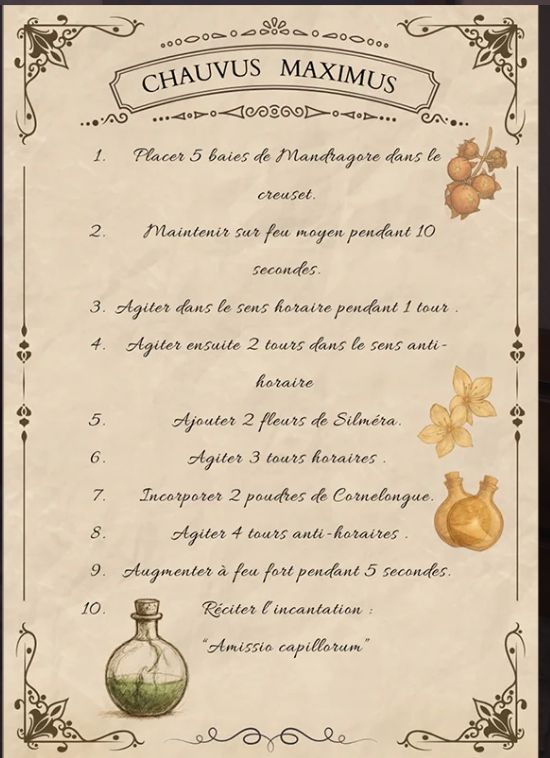 CHAUVUS MAXIMUS
1. Placer 5 baies de Mandragore dans le
creuset.
2. Maintenir sur feu moyen pendant 10
secondes.
3. Agiter dans le sens horaire pendant 1 tour .
4. Agiter ensuite 2 tours dans le sens anti-
horaire
5. Ajouter 2 fleurs de Silméra.
6. Agiter 3 tours horaires .
7. Incorporer 2 poudres de Cornelongue.
8. Agiter 4 tours anti-horaires .
9. Augmenter à feu fort pendant 5 secondes.
10. Réciter l'incantation :
"Amissio capillorum"